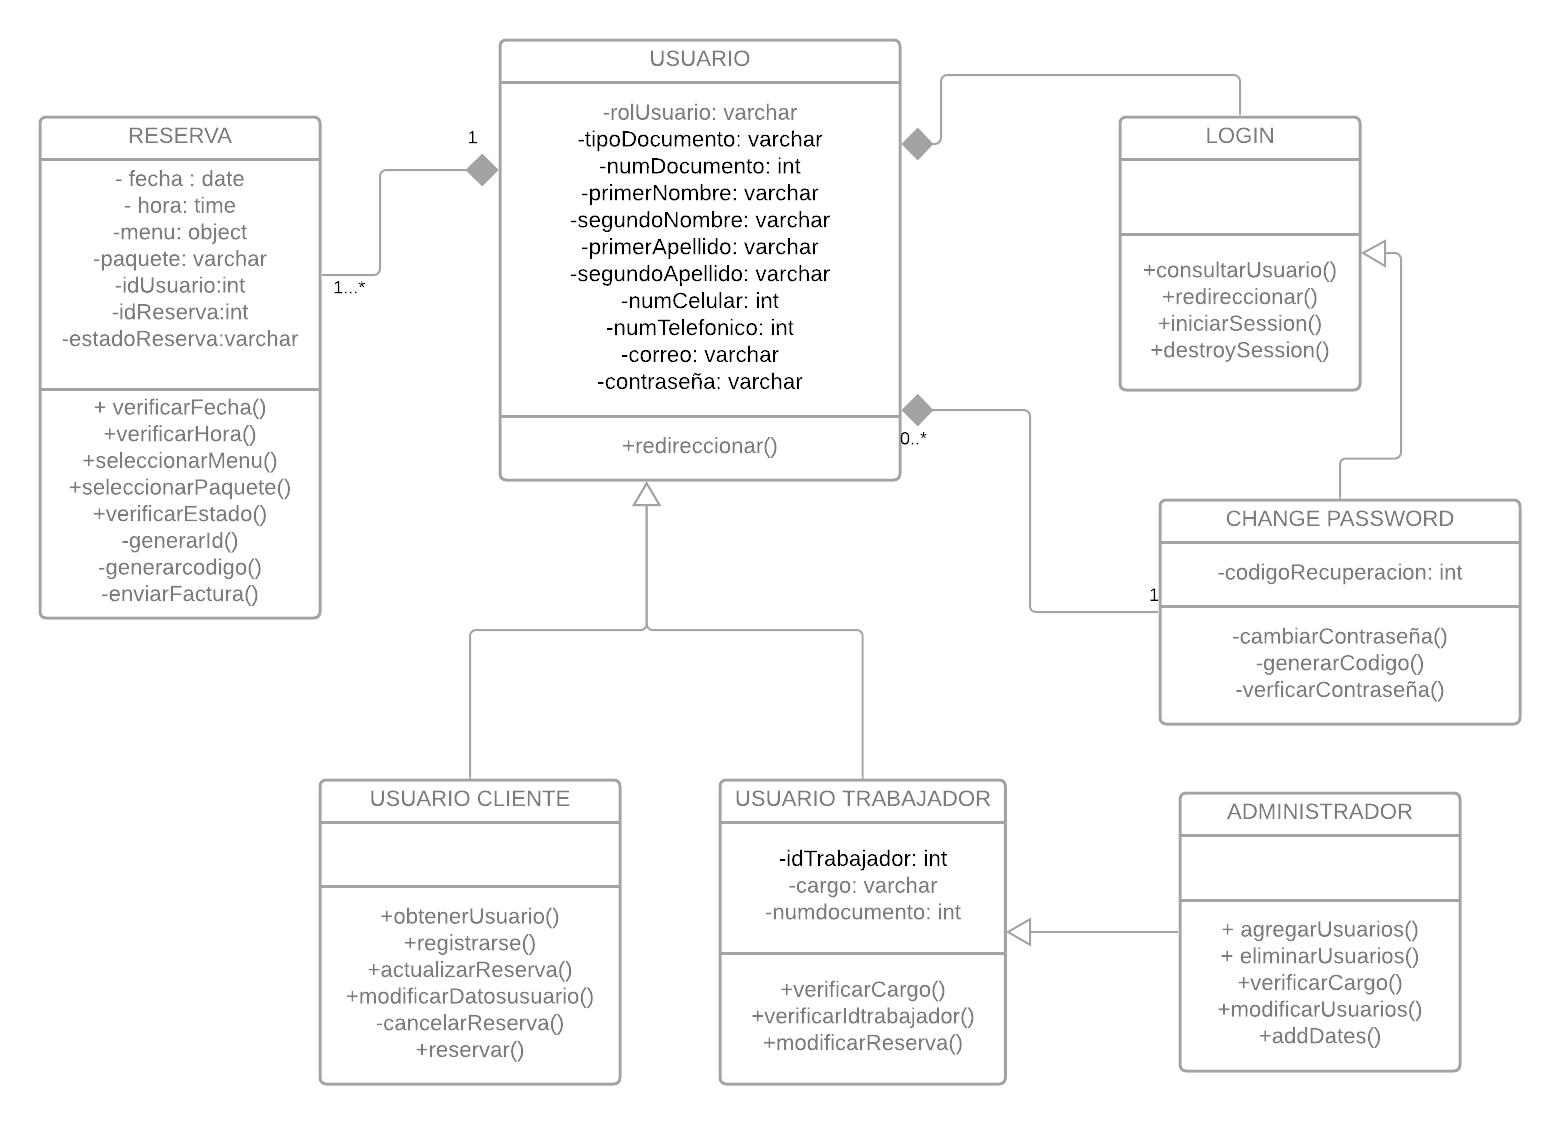 USUARIO
-rolUsuario: varchar
-tipoDocumento: varchar
-numDocumento: int
-primerNombre: varchar
-segundoNombre: varchar
-primerApellido: varchar
-segundoApellido: varchar
-numCelular: int
-numTelefonico: int
-correo: varchar
-contraseña: varchar
+redireccionar()
1
1...*
0..*
1
RESERVA
- fecha : date
- hora: time
-menu: object
-paquete: varchar
-idUsuario:int
-idReserva:int
-estadoReserva:varchar
+ verificarFecha()
+verificarHora()
+seleccionarMenu()
+seleccionarPaquete()
+verificarEstado()
-generarId()
-generarcodigo()
-enviarFactura()
LOGIN
+consultarUsuario()
+redireccionar()
+iniciarSession()
+destroySession()
CHANGE PASSWORD
-codigoRecuperacion: int
-cambiarContraseña()
-generarCodigo()
-verficarContraseña()
USUARIO CLIENTE
+obtenerUsuario()
+registrarse()
+actualizarReserva()
+modificarDatosusuario()
-cancelarReserva()
+reservar()
USUARIO TRABAJADOR
-idTrabajador: int
-cargo: varchar
-numdocumento: int
+verificarCargo()
+verificarIdtrabajador()
+modificarReserva()
ADMINISTRADOR
+ agregarUsuarios()
+ eliminarUsuarios()
+verificarCargo()
+modificarUsuarios()
+addDates()